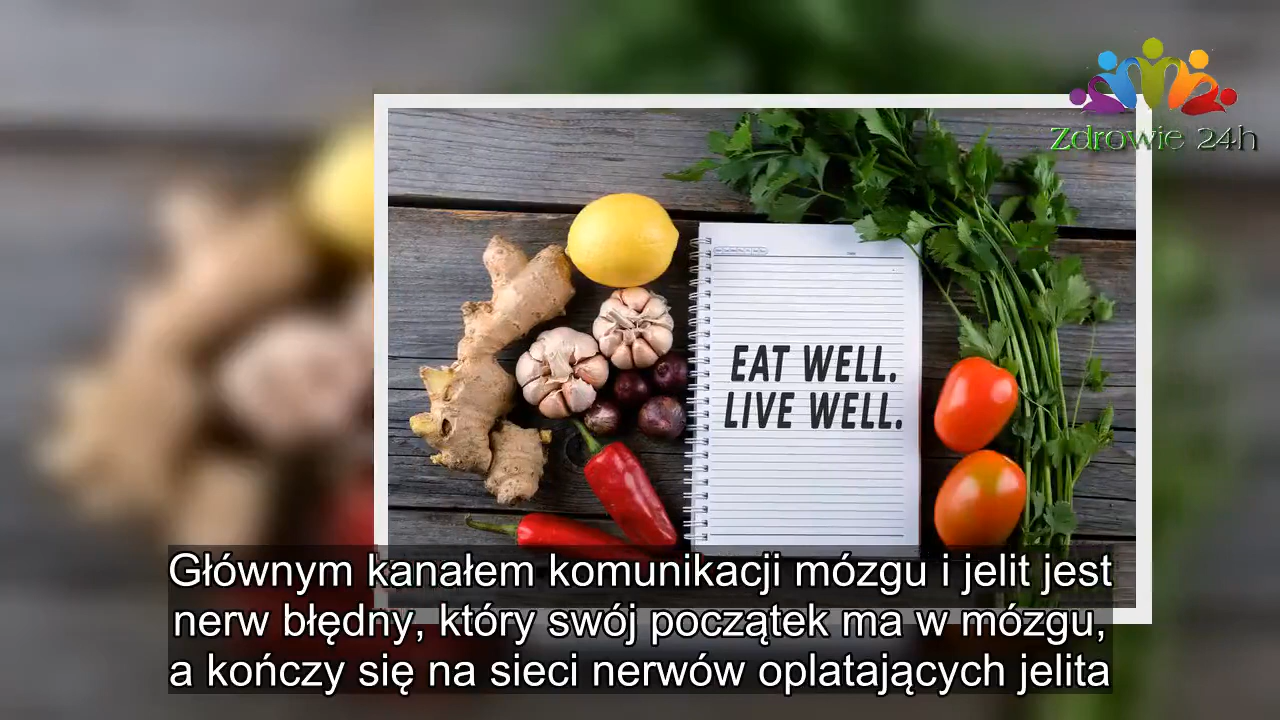 Zdrowie 24h
EAT WELL.
LIVE WELL.
Głównym kanałem komunikacji mózgu i jelit jest
nerw błędny, który swój początek ma w mózgu,
a kończy się na sieci nerwów oplatających jelita